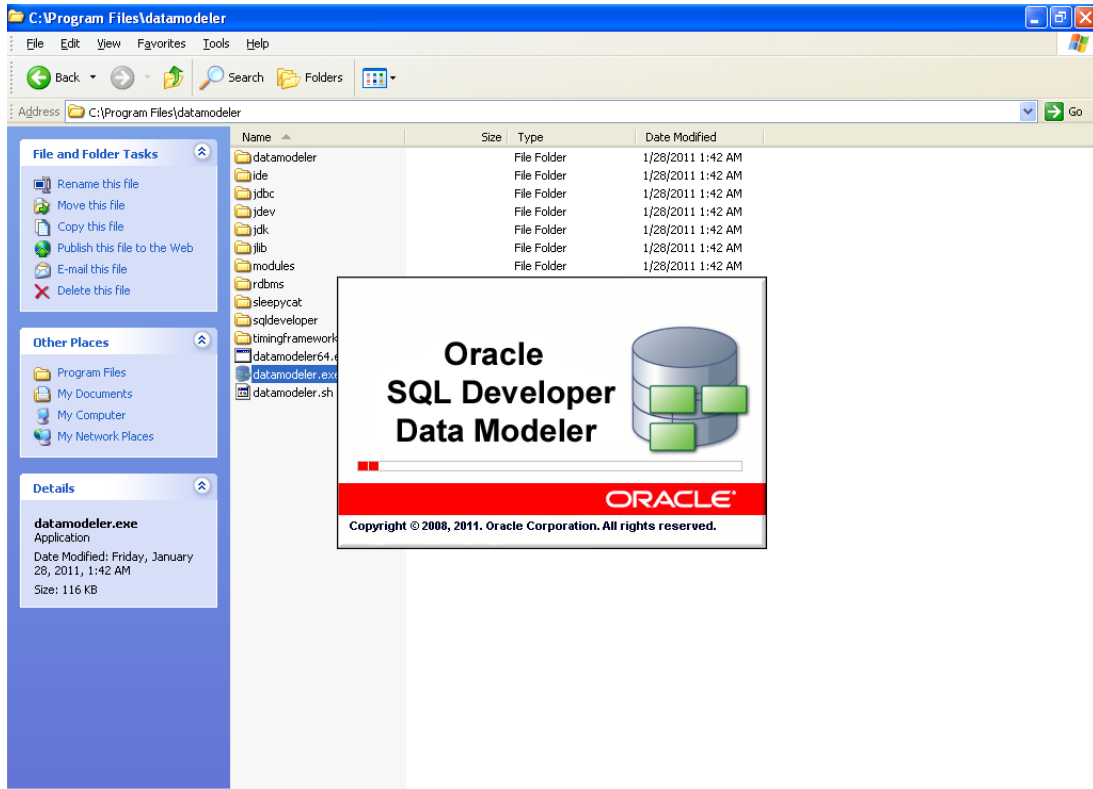 C:\Program Files\datamodeler
File Edit View Favorites Tools Help
Back Search Folders
Address C:\Program Files\datamodeler Go
File and Folder Tasks
Rename this file
Move this file
Copy this file
Publish this file to the Web
E-mail this file
Delete this file
Other Places
Program Files
My Documents
My Computer
My Network Places
Details
datamodeler.exe
Application
Date Modified: Friday, January
28, 2011, 1:42 AM
Size: 116 KB
Name Size Type Date Modified
datamodeler File Folder 1/28/2011 1:42 AM
ide File Folder 1/28/2011 1:42 AM
jdbc File Folder 1/28/2011 1:42 AM
jdev File Folder 1/28/2011 1:42 AM
jdk File Folder 1/28/2011 1:42 AM
jlib File Folder 1/28/2011 1:42 AM
modules File Folder 1/28/2011 1:42 AM
rdbms
sleepycat
sqldeveloper
timingframework
datamodeler64.e
datamodeler.exe
datamodeler.sh
Oracle
SQL Developer
Data Modeler
ORACLE
Copyright © 2008, 2011. Oracle Corporation. All rights reserved.